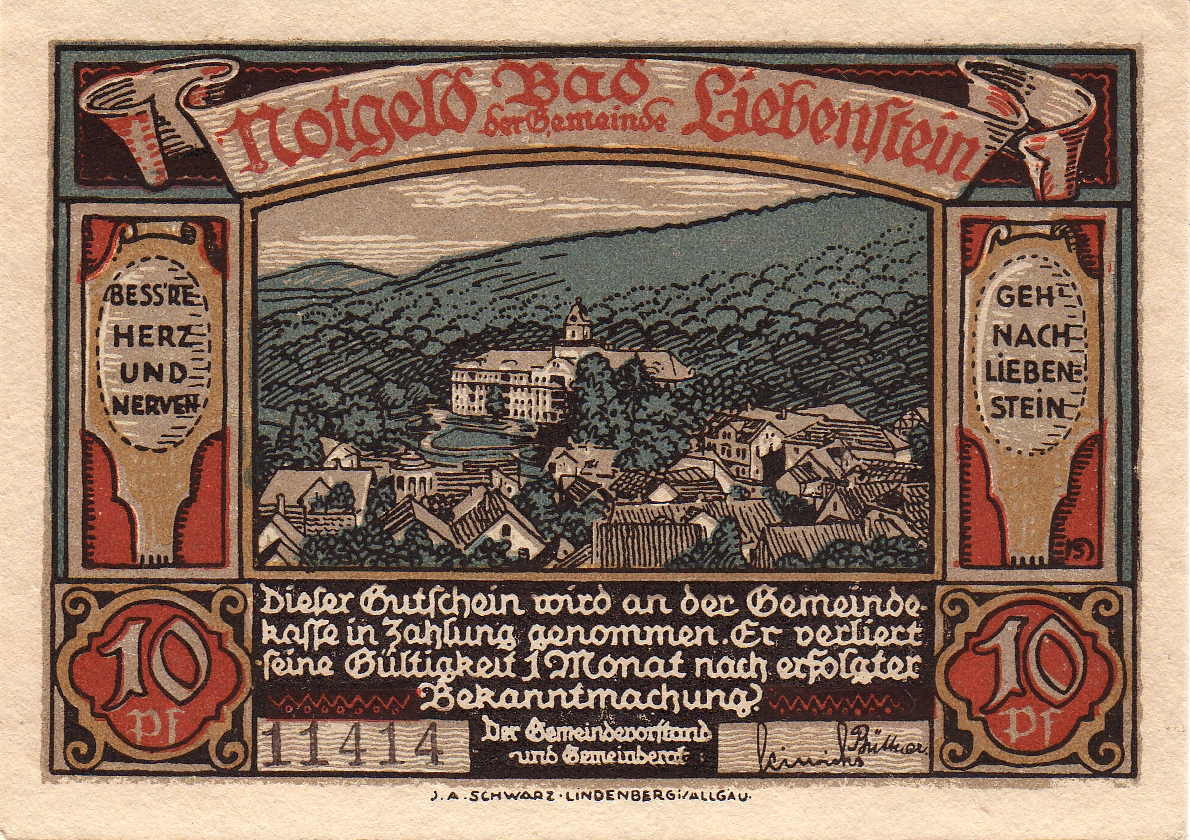 Notgeld Bad Liebenstein
der Gemeinde
BESS'RE
HERZ
UND
NERVEN
GEH'
NACH
LIEBEN-
STEIN
Dieser Gutschein wird an der Gemeinde-
kasse in Zahlung genommen. Er verliert
seine Gültigkeit 1 Monat nach erfolgter
Bekanntmachung.
10
Pf
10
Pf
11414
Der Gemeindevorstand
und Gemeinderat:
Büttner
J. A. SCHWARZ · LINDENBERG i/ALLGÄU.